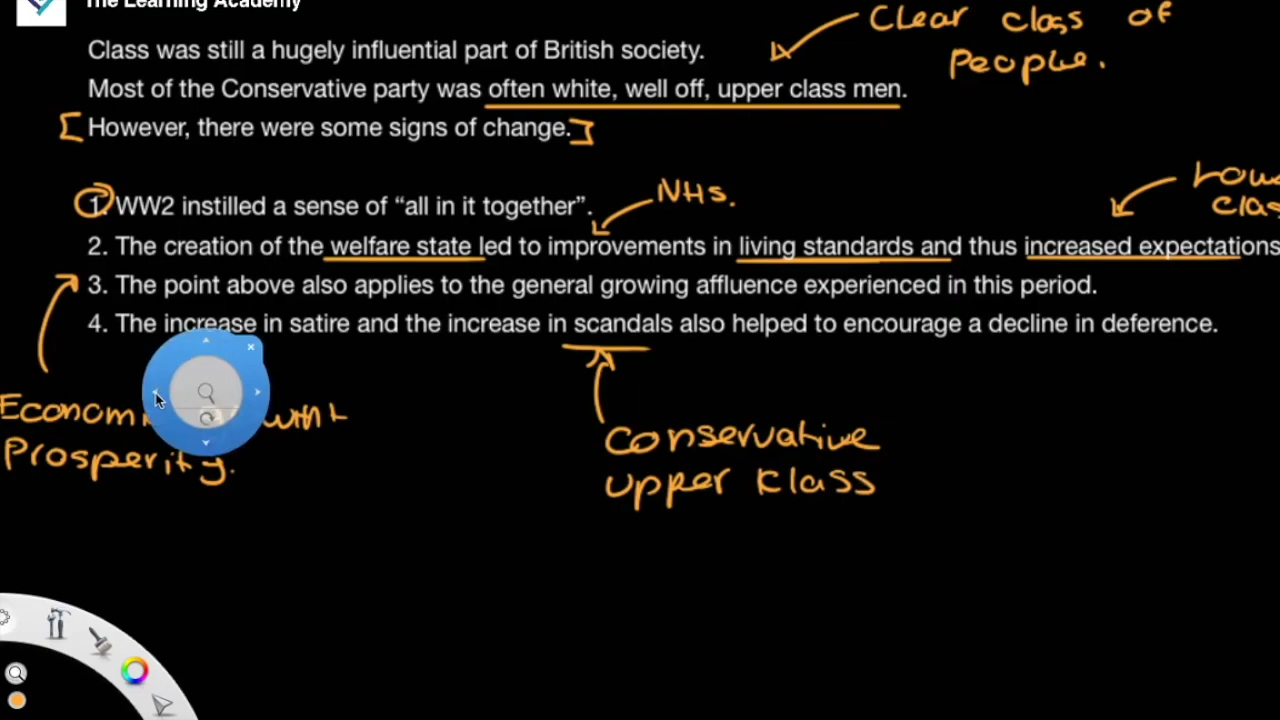 The Learning Academy
Clear class of
People.
Class was still a hugely influential part of British society.
Most of the Conservative party was often white, well off, upper class men.
[However, there were some signs of change.]
NHs.
1. WW2 instilled a sense of “all in it together”.
2. The creation of the welfare state led to improvements in living standards and thus increased expectations
3. The point above also applies to the general growing affluence experienced in this period.
4. The increase in satire and the increase in scandals also helped to encourage a decline in deference.
Prosperity.
Conservative
upper klass